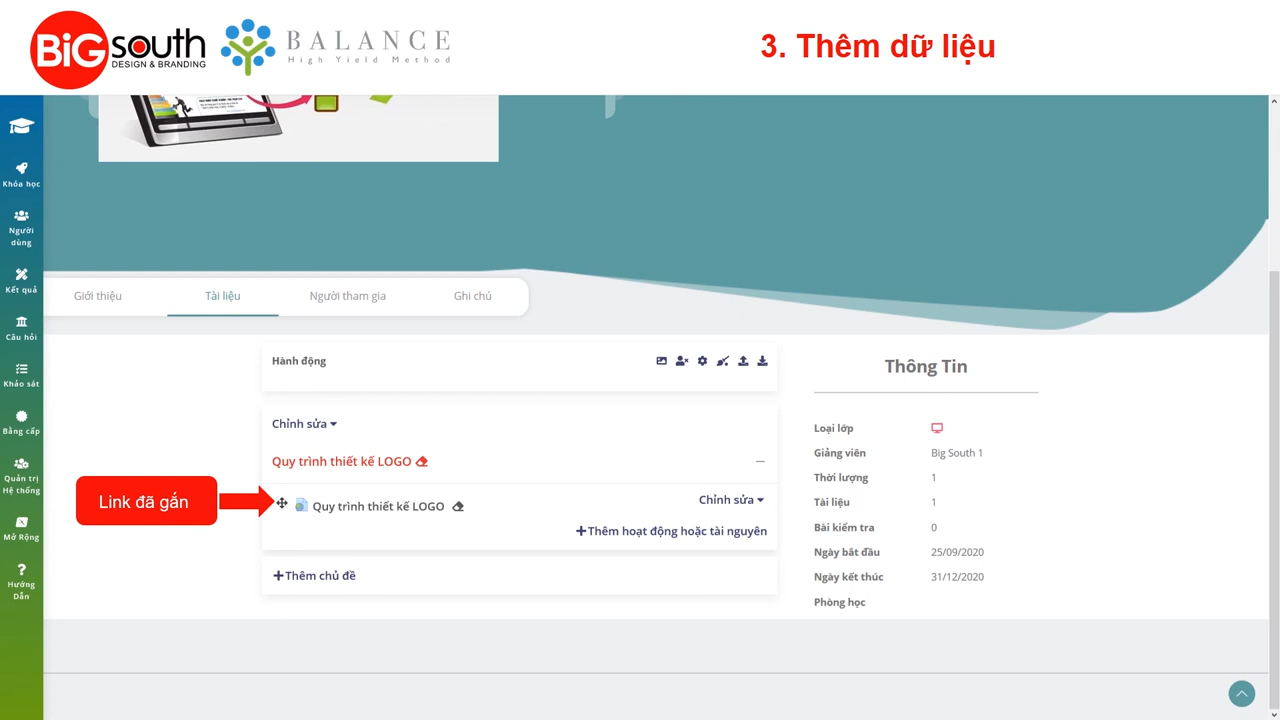 BiGsouth
DESIGN & BRANDING
BALANCE
High Yield Method
3. Thêm dữ liệu
Khóa học
Người
dùng
Kết quả
Câu hỏi
Khảo sát
Bằng cấp
Quản trị
Hệ thống
Mở Rộng
Hướng
Dẫn
Giới thiệu
Tài liệu
Người tham gia
Ghi chú
Hành động
Chỉnh sửa
Quy trình thiết kế LOGO
Link đã gắn
Quy trình thiết kế LOGO
Chỉnh sửa
+Thêm hoạt động hoặc tài nguyên
+Thêm chủ đề
Thông Tin
Loại lớp
Giảng viên Big South 1
Thời lượng 1
Tài liệu 1
Bài kiểm tra 0
Ngày bắt đầu 25/09/2020
Ngày kết thúc 31/12/2020
Phòng học